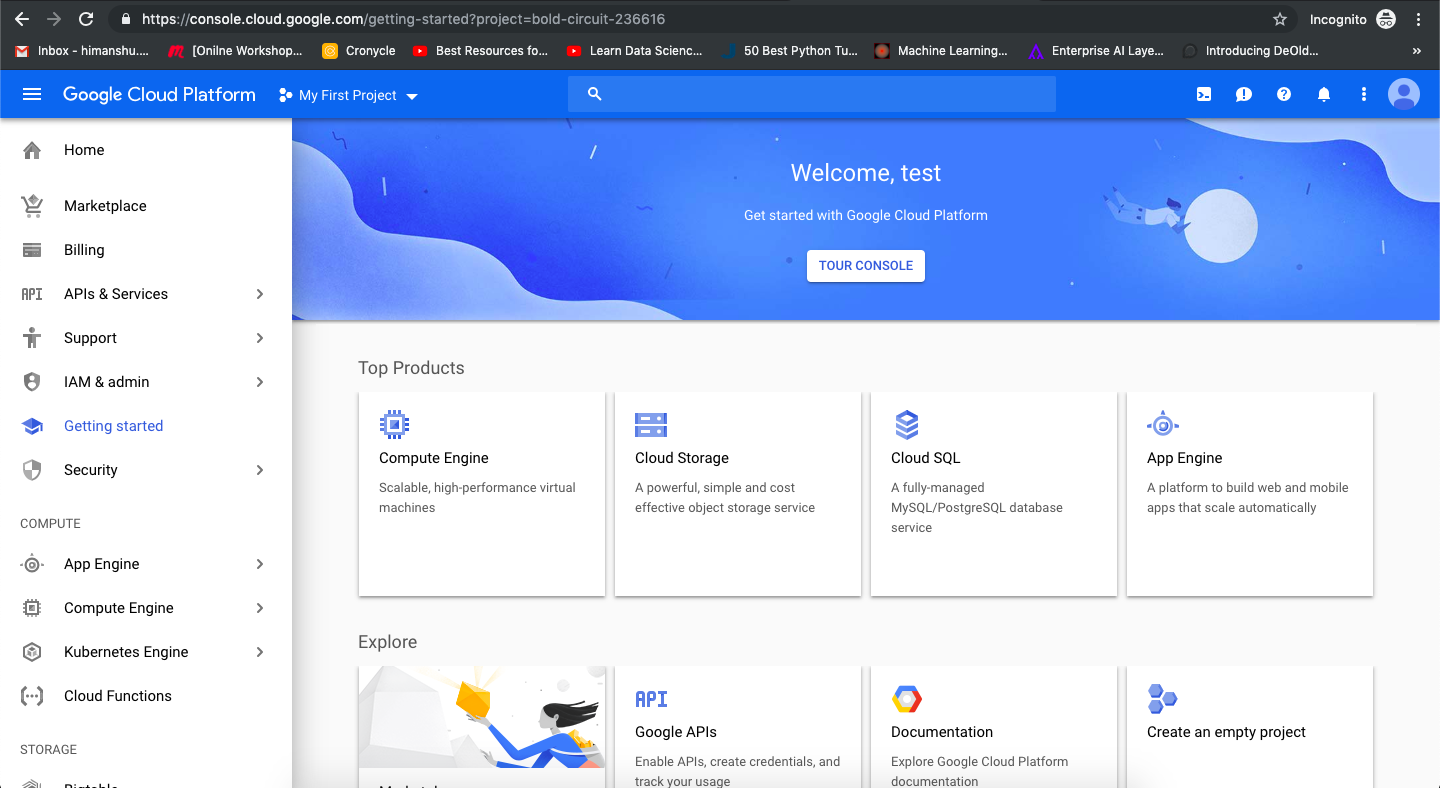 https://console.cloud.google.com/getting-started?project=bold-circuit-236616
Incognito
Inbox - himanshu....
[Onilne Workshop...
Cronycle
Best Resources fo...
Learn Data Scienc...
50 Best Python Tu...
Machine Learning...
Enterprise AI Laye...
Introducing DeOld...
»
Google Cloud Platform
My First Project
Home
Marketplace
Billing
API
APIs & Services
Support
IAM & admin
Getting started
Security
COMPUTE
App Engine
Compute Engine
Kubernetes Engine
Cloud Functions
STORAGE
Bigtable
Welcome, test
Get started with Google Cloud Platform
TOUR CONSOLE
Top Products
Compute Engine
Scalable, high-performance virtual
machines
Cloud Storage
A powerful, simple and cost
effective object storage service
Cloud SQL
A fully-managed
MySQL/PostgreSQL database
service
App Engine
A platform to build web and mobile
apps that scale automatically
Explore
API
Google APIs
Enable APIs, create credentials, and
track your usage
Documentation
Explore Google Cloud Platform
documentation
Create an empty project